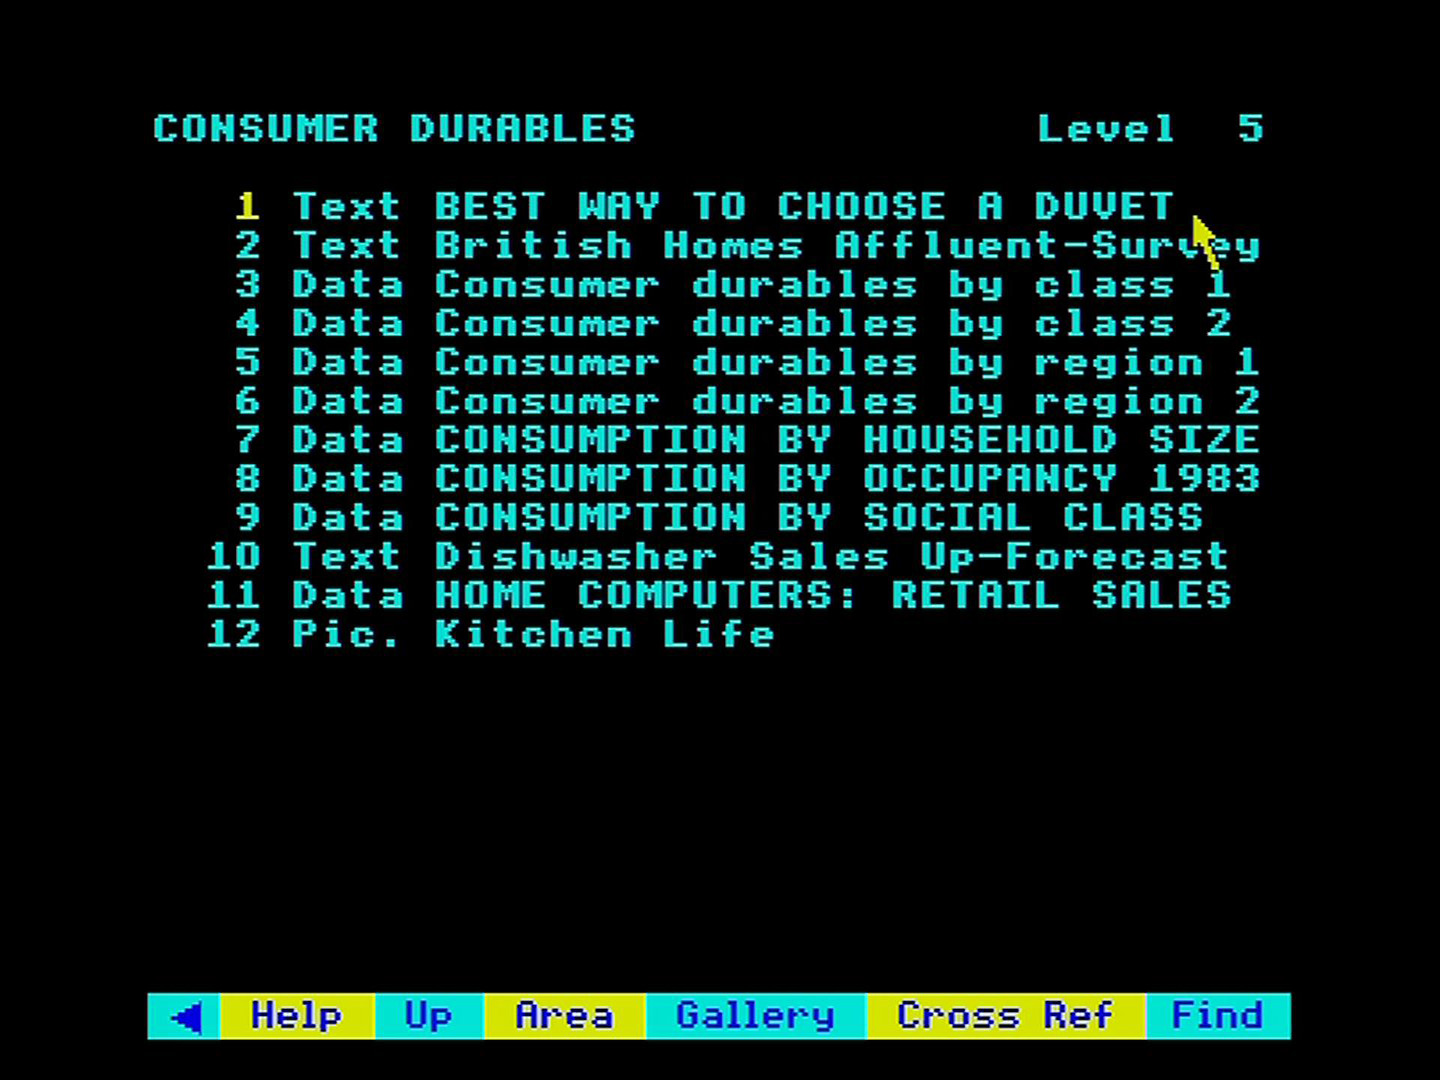 CONSUMER DURABLES Level 5
1 Text BEST WAY TO CHOOSE A DUVET
2 Text British Homes Affluent-Survey
3 Data Consumer durables by class 1
4 Data Consumer durables by class 2
5 Data Consumer durables by region 1
6 Data Consumer durables by region 2
7 Data CONSUMPTION BY HOUSEHOLD SIZE
8 Data CONSUMPTION BY OCCUPANCY 1983
9 Data CONSUMPTION BY SOCIAL CLASS
10 Text Dishwasher Sales Up-Forecast
11 Data HOME COMPUTERS: RETAIL SALES
12 Pic. Kitchen Life
Help Up Area Gallery Cross Ref Find